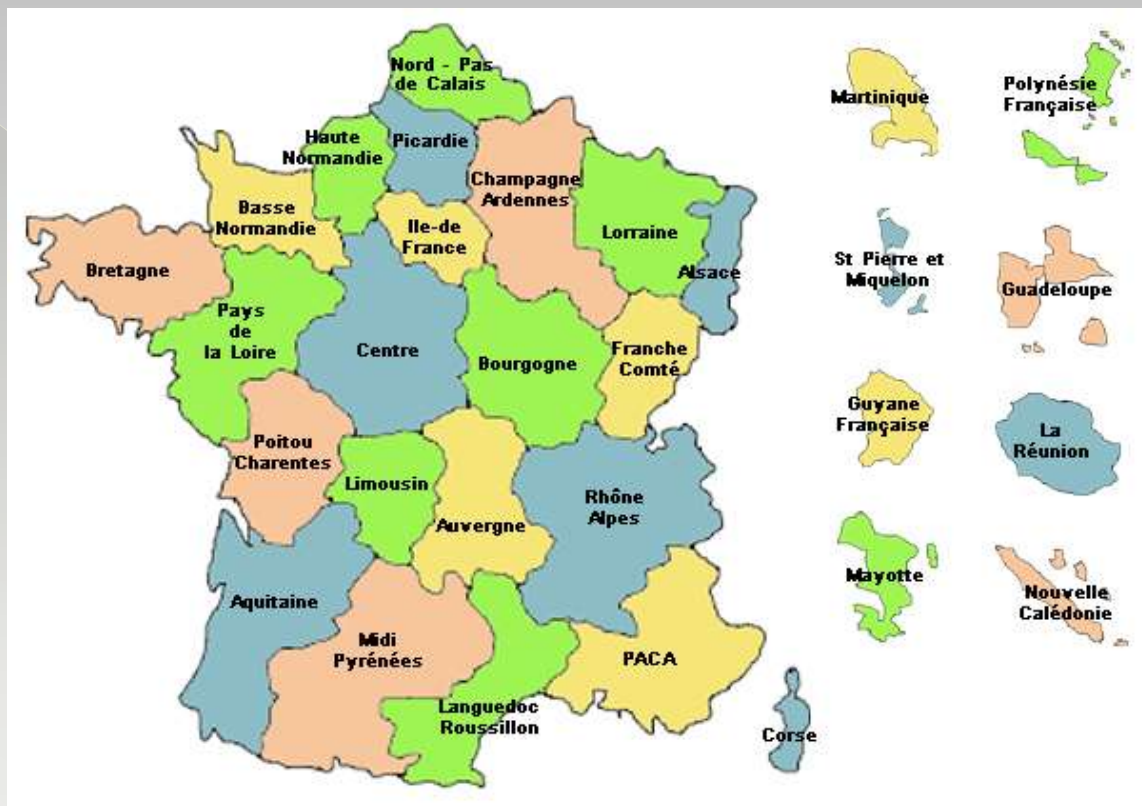 Nord - Pas
de Calais
Haute
Normandie
Picardie
Champagne
Ardennes
Basse
Normandie
Ile-de
France
Lorraine
Alsace
Bretagne
Pays
de
la Loire
Centre
Bourgogne
Franche
Comté
Poitou
Charentes
Limousin
Auvergne
Rhône
Alpes
Aquitaine
Midi
Pyrénées
PACA
Languedoc
Roussillon
Corse
Martinique
Polynésie
Française
St Pierre et
Miquelon
Guadeloupe
Guyane
Française
La
Réunion
Mayotte
Nouvelle
Calédonie